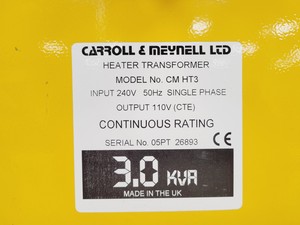 CARROLL & MEYNELL LTD
HEATER TRANSFORMER
MODEL No. CM HT3
INPUT 240V 50Hz SINGLE PHASE
OUTPUT 110V (CTE)
CONTINUOUS RATING
SERIAL No. 05PT 26893 CE
3.0 KVA
MADE IN THE UK